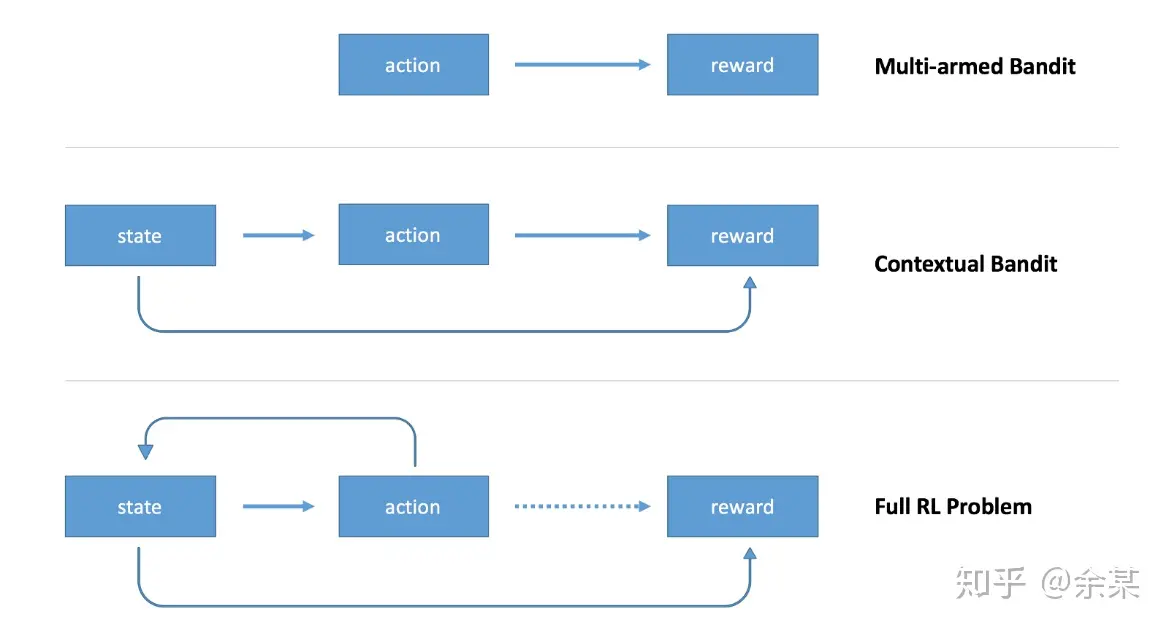 action
reward
Multi-armed Bandit
state
action
reward
Contextual Bandit
state
action
reward
Full RL Problem
知乎 @余某